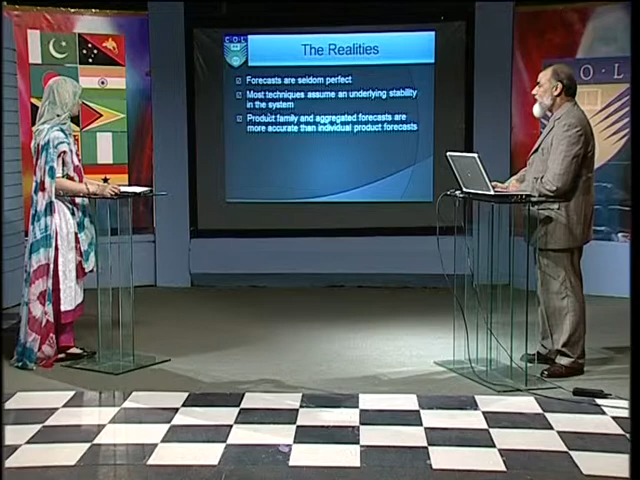 COL
The Realities
Forecasts are seldom perfect
Most techniques assume an underlying stability
in the system
Product family and aggregated forecasts are
more accurate than individual product forecasts
O L